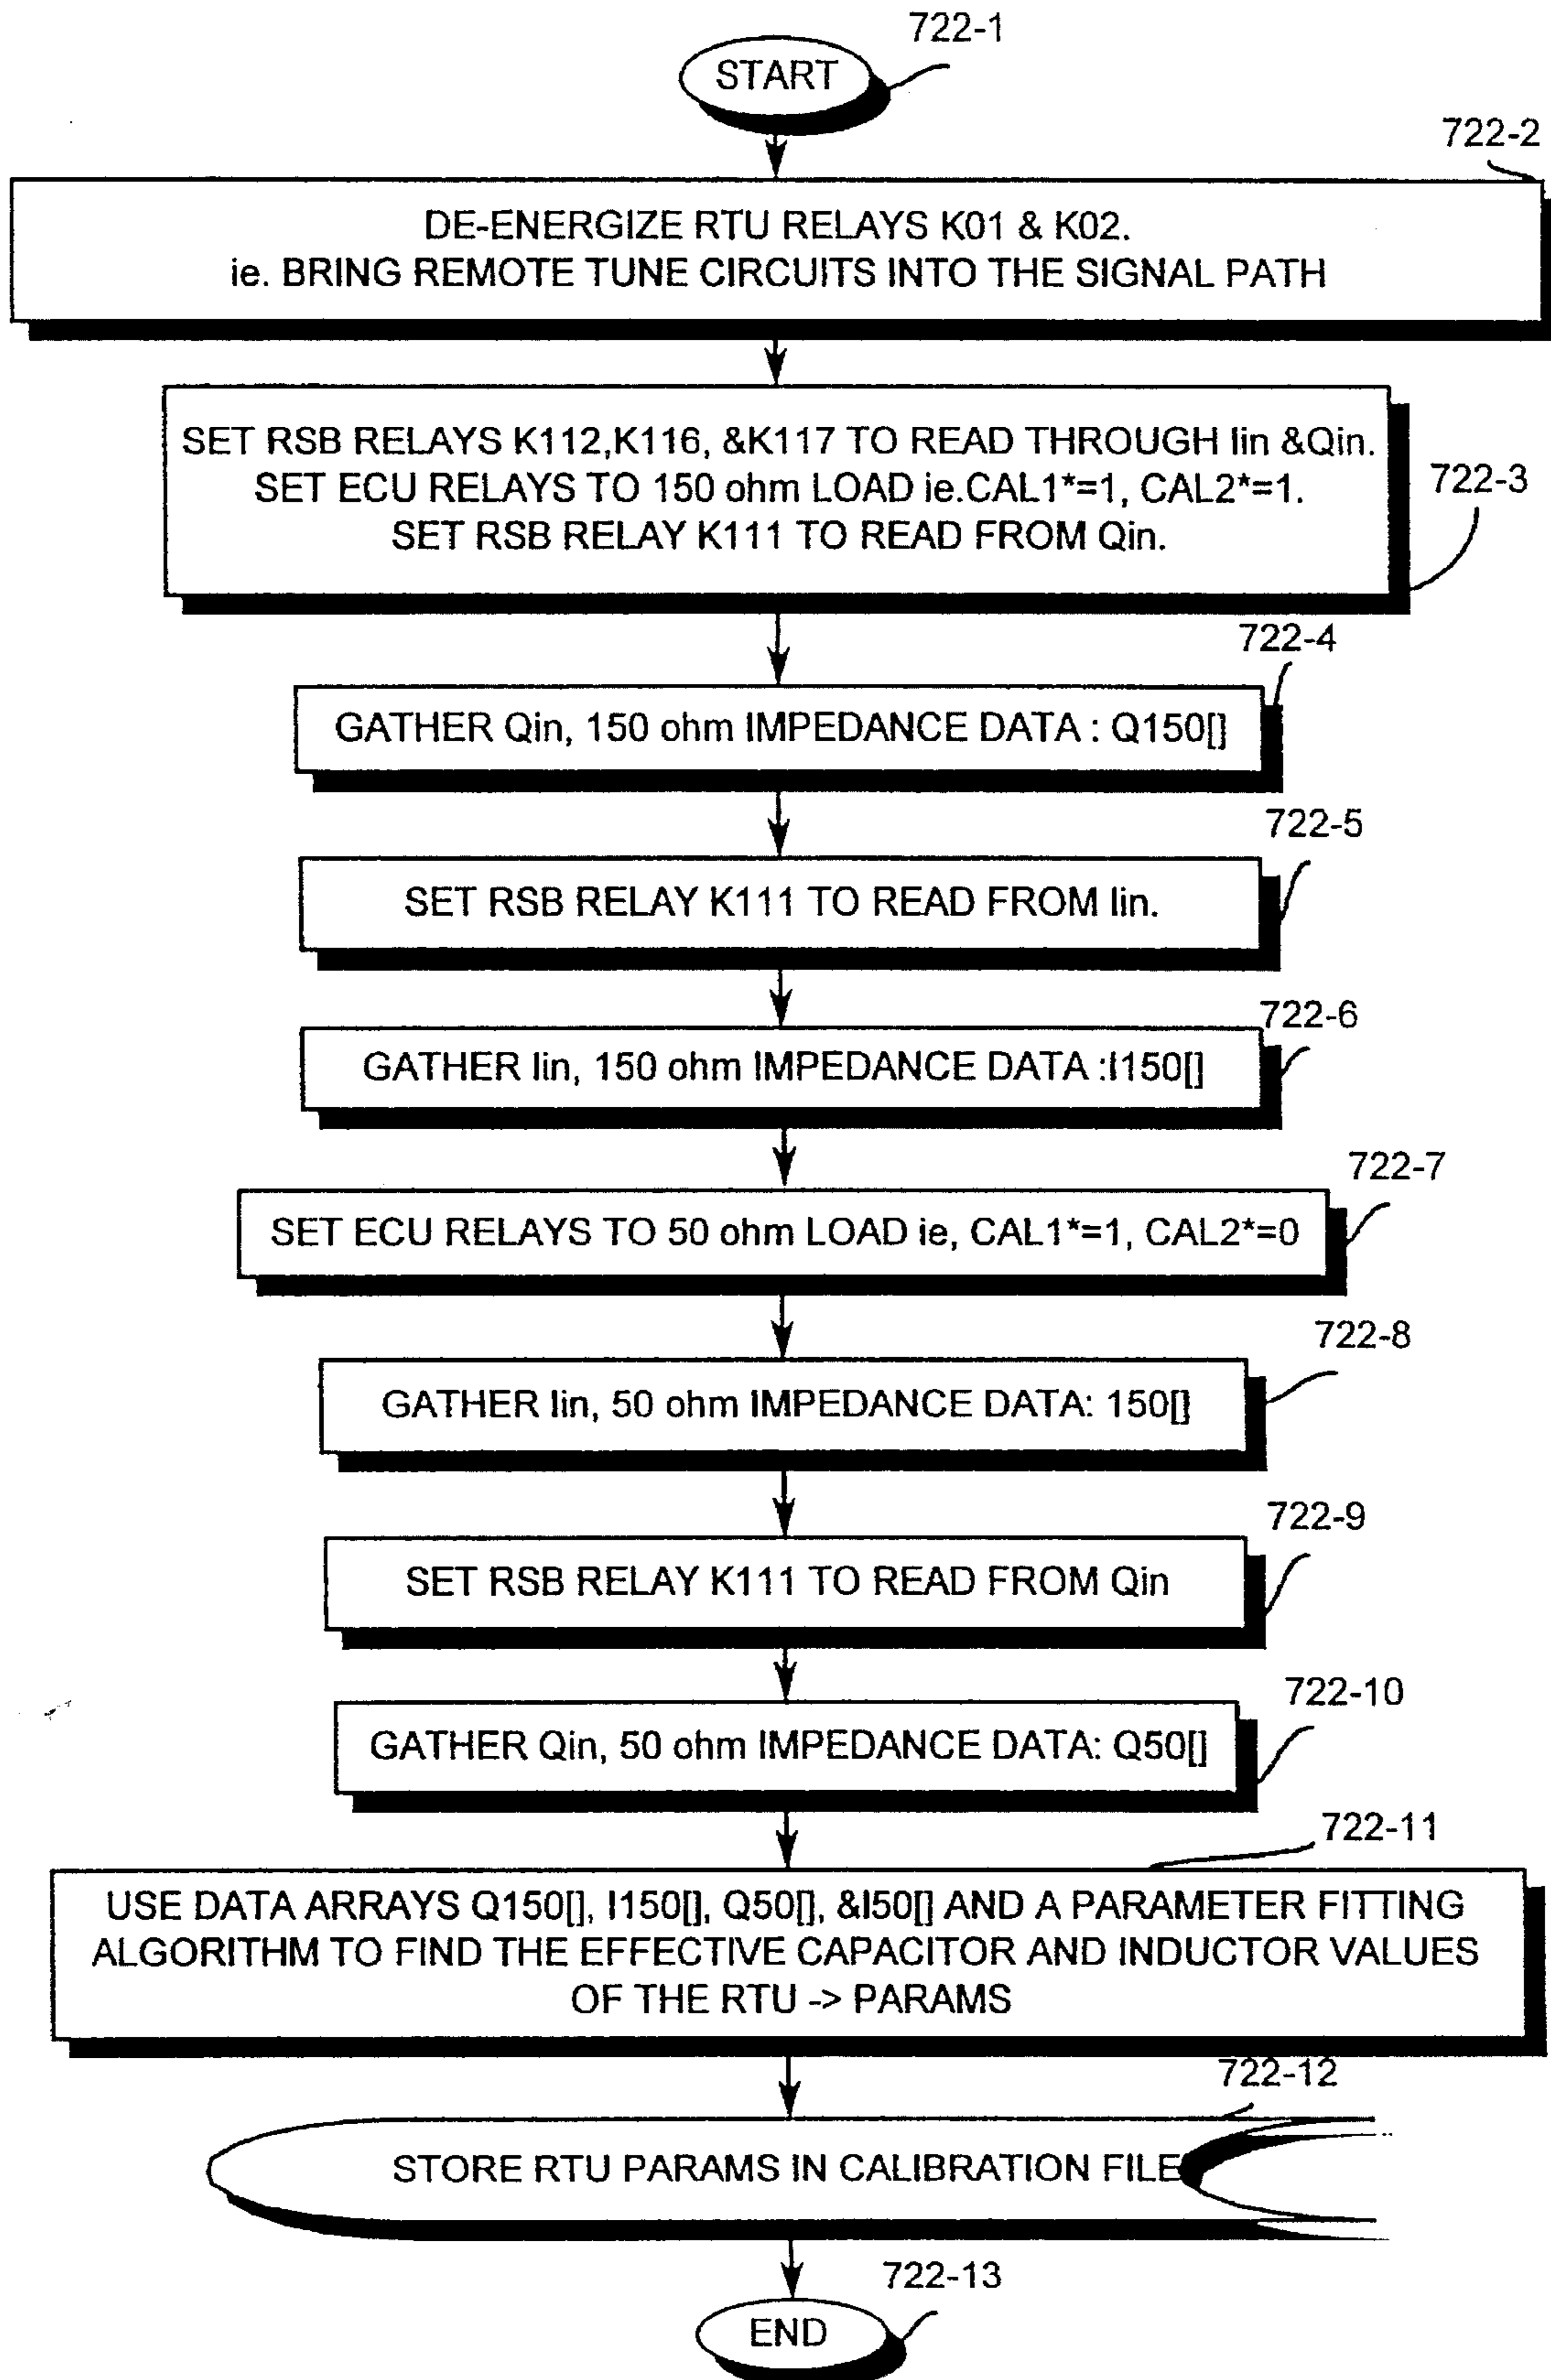 722-1
START
722-2
DE-ENERGIZE RTU RELAYS K01 & K02.
ie. BRING REMOTE TUNE CIRCUITS INTO THE SIGNAL PATH
SET RSB RELAYS K112,K116, &K117 TO READ THROUGH Iin &Qin.
SET ECU RELAYS TO 150 ohm LOAD ie.CAL1*=1, CAL2*=1.
SET RSB RELAY K111 TO READ FROM Qin.
722-3
722-4
GATHER Qin, 150 ohm IMPEDANCE DATA : Q150[]
722-5
SET RSB RELAY K111 TO READ FROM Iin.
722-6
GATHER Iin, 150 ohm IMPEDANCE DATA :I150[]
722-7
SET ECU RELAYS TO 50 ohm LOAD ie, CAL1*=1, CAL2*=0
722-8
GATHER Iin, 50 ohm IMPEDANCE DATA: 150[]
722-9
SET RSB RELAY K111 TO READ FROM Qin
722-10
GATHER Qin, 50 ohm IMPEDANCE DATA: Q50[]
722-11
USE DATA ARRAYS Q150[], I150[], Q50[], &I50[] AND A PARAMETER FITTING
ALGORITHM TO FIND THE EFFECTIVE CAPACITOR AND INDUCTOR VALUES
OF THE RTU -> PARAMS
722-12
STORE RTU PARAMS IN CALIBRATION FILE
722-13
END